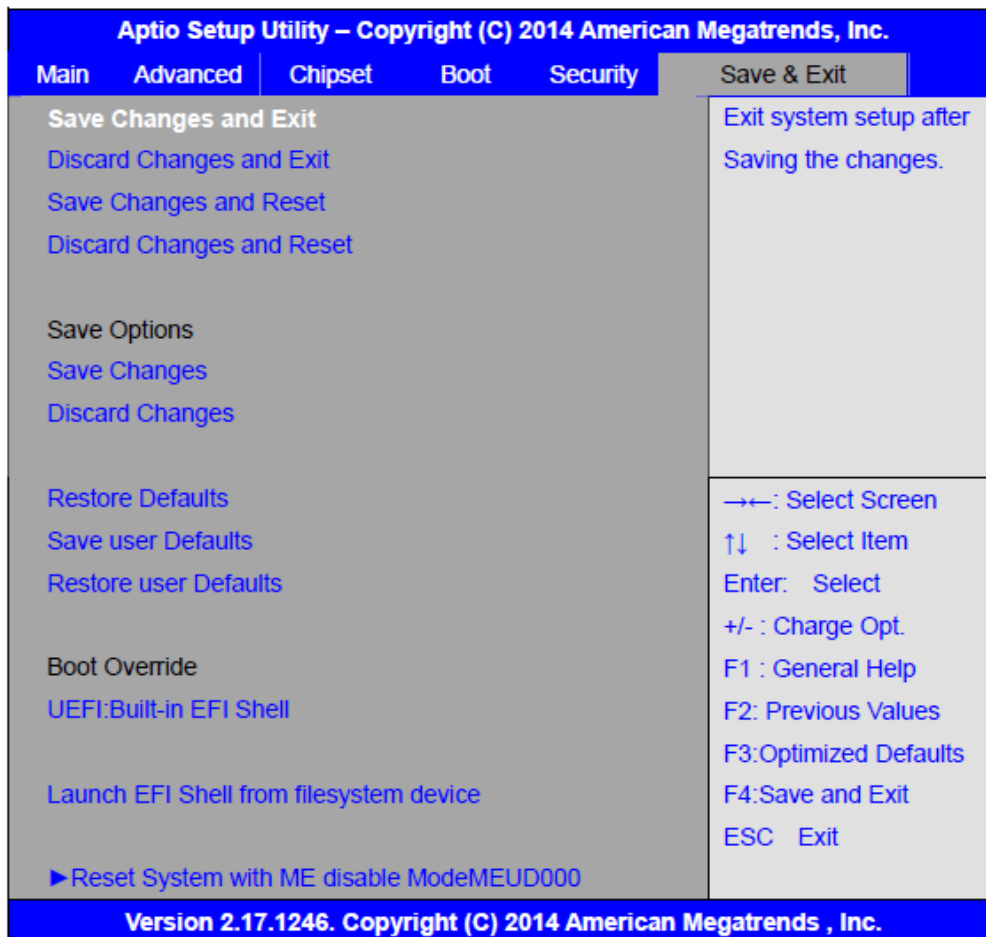 Aptio Setup Utility – Copyright (C) 2014 American Megatrends, Inc.
Main Advanced Chipset Boot Security Save & Exit
Save Changes and Exit
Discard Changes and Exit
Save Changes and Reset
Discard Changes and Reset
Save Options
Save Changes
Discard Changes
Restore Defaults
Save user Defaults
Restore user Defaults
Boot Override
UEFI:Built-in EFI Shell
Launch EFI Shell from filesystem device
►Reset System with ME disable ModeMEUD000
Exit system setup after
Saving the changes.
→←: Select Screen
↑↓ : Select Item
Enter: Select
+/- : Charge Opt.
F1 : General Help
F2: Previous Values
F3:Optimized Defaults
F4:Save and Exit
ESC Exit
Version 2.17.1246. Copyright (C) 2014 American Megatrends , Inc.